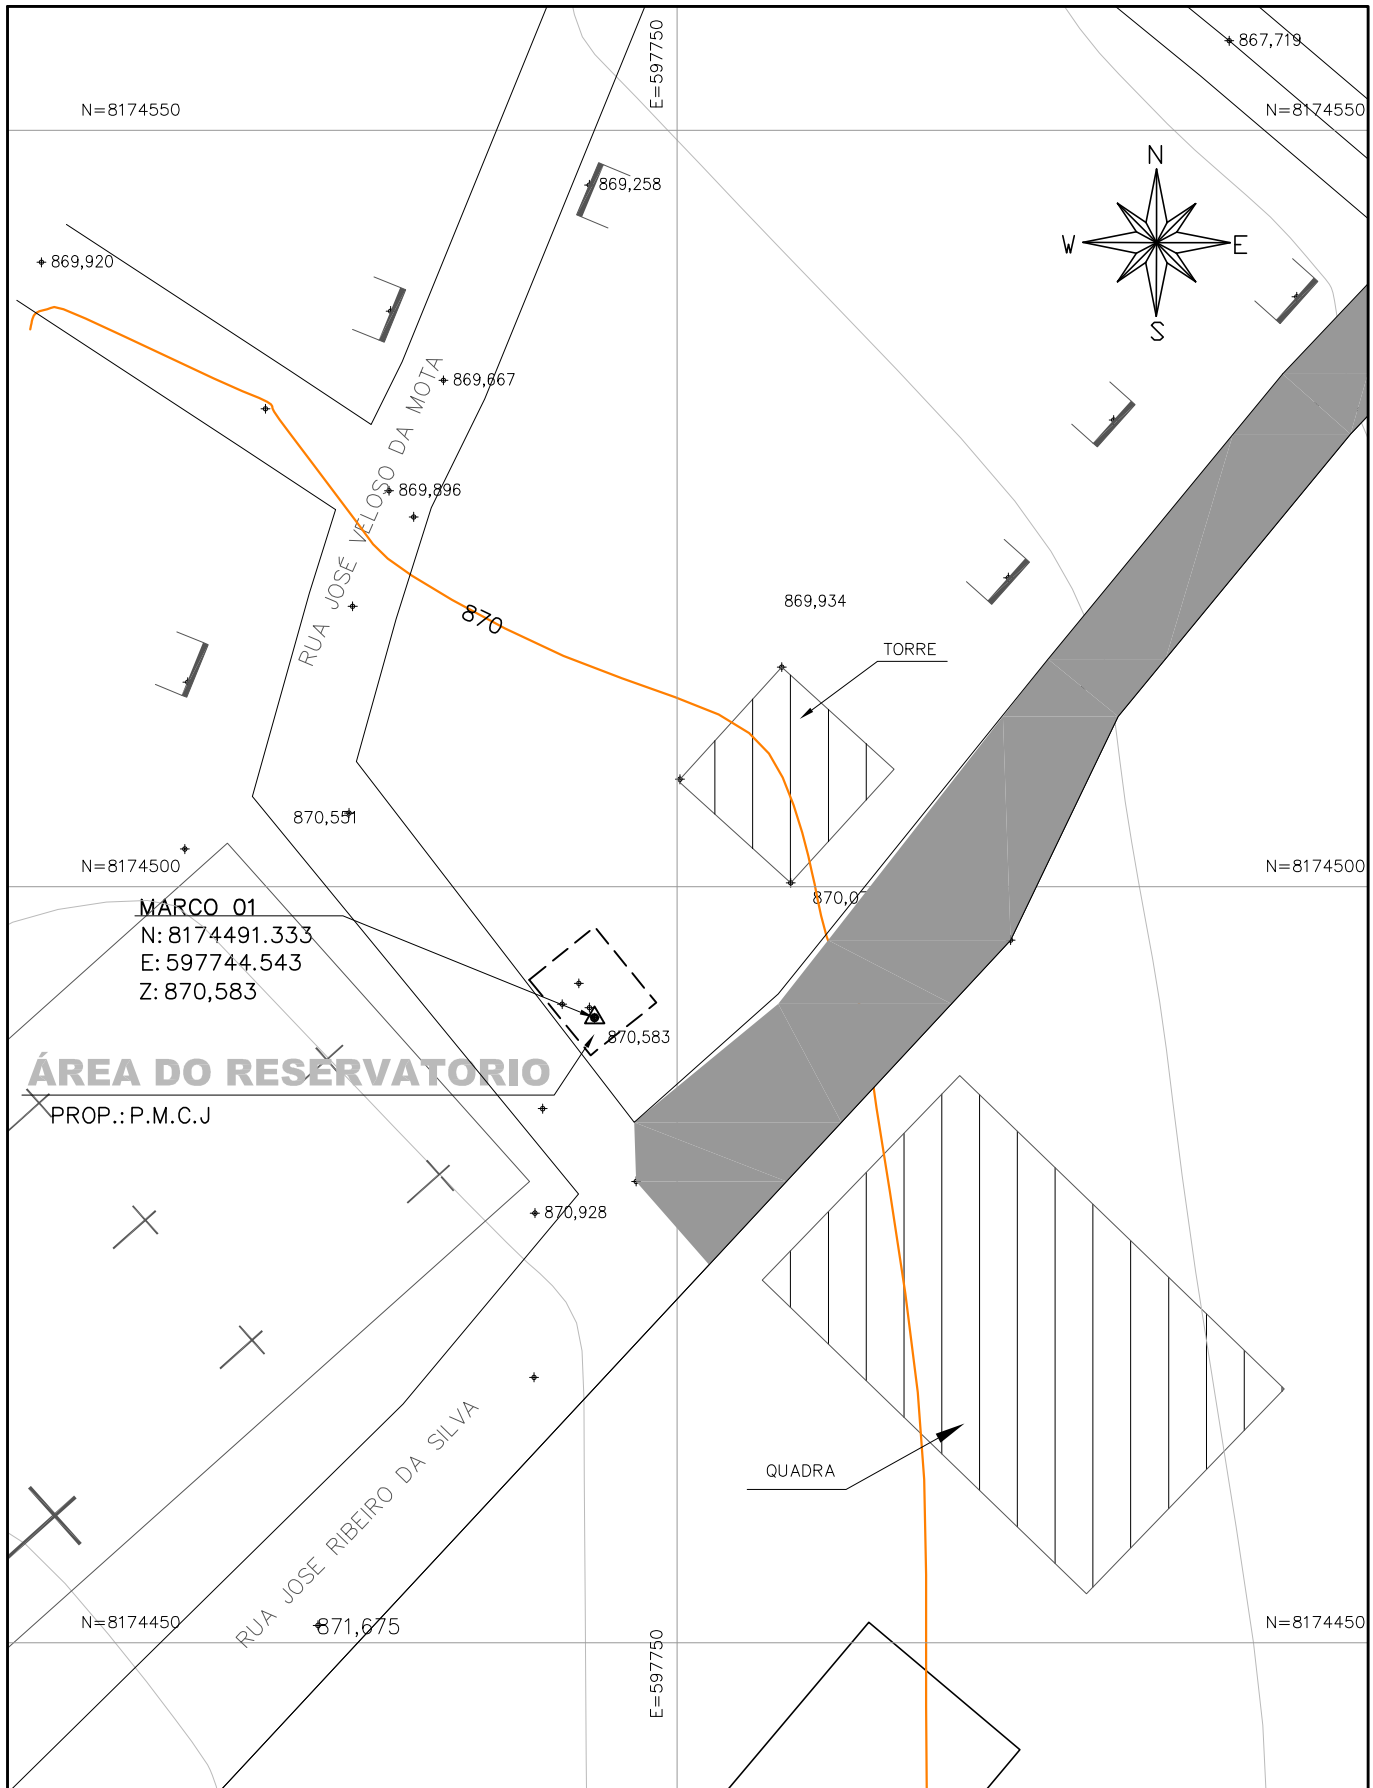 E=597750
867,719
N=8174550
N=8174550
N
869,258
W
E
869,920
S
RUA JOSÉ VELOSO DA MOTA
869,667
869,896
869,934
870
TORRE
870,551
N=8174500
N=8174500
MARCO 01
N: 8174491.333
E: 597744.543
Z: 870,583
870,583
ÁREA DO RESERVATORIO
PROP.: P.M.C.J
870,928
RUA JOSE RIBEIRO DA SILVA
QUADRA
871,675
N=8174450
N=8174450
E=597750